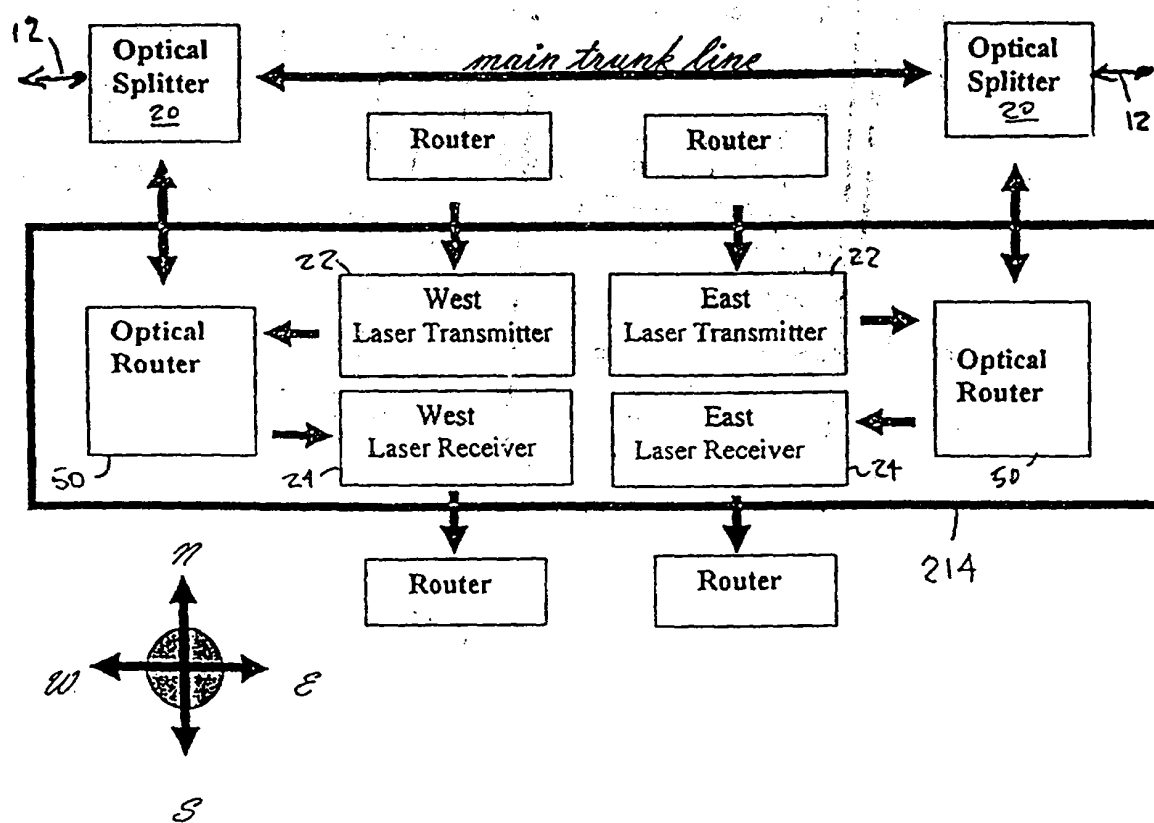 12
Optical
Splitter
20
main trunk line
Optical
Splitter
20
12
Router
Router
22
West
Laser Transmitter
22
East
Laser Transmitter
Optical
Router
50
Optical
Router
50
West
Laser Receiver
24
East
Laser Receiver
24
Router
Router
214
N
W
E
S